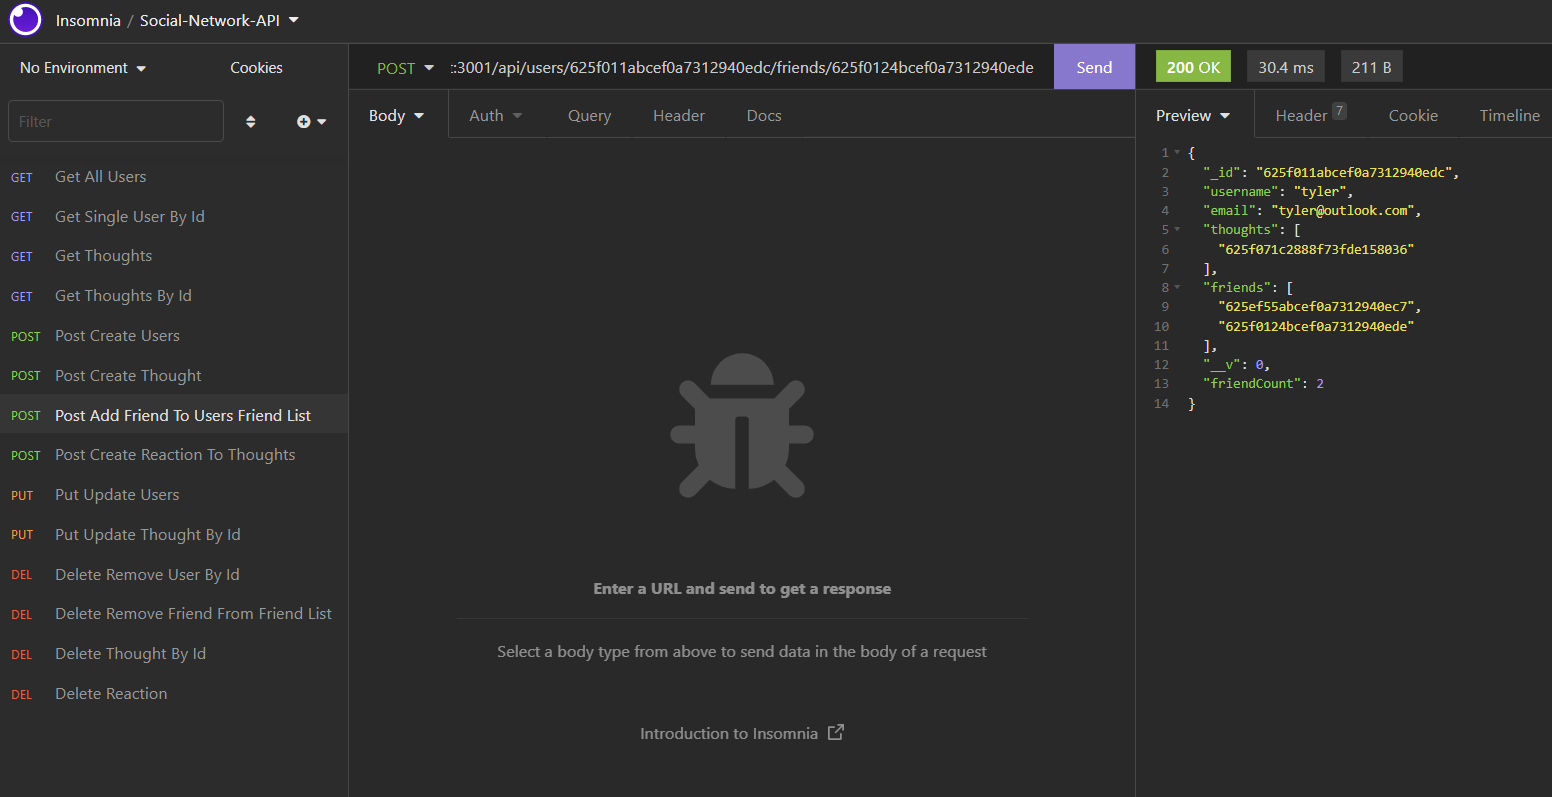 Insomnia / Social-Network-API
No Environment
Cookies
Filter
GET Get All Users
GET Get Single User By Id
GET Get Thoughts
GET Get Thoughts By Id
POST Post Create Users
POST Post Create Thought
POST Post Add Friend To Users Friend List
POST Post Create Reaction To Thoughts
PUT Put Update Users
PUT Put Update Thought By Id
DEL Delete Remove User By Id
DEL Delete Remove Friend From Friend List
DEL Delete Thought By Id
DEL Delete Reaction
POST :3001/api/users/625f011abcef0a7312940edc/friends/625f0124bcef0a7312940ede Send
Body Auth Query Header Docs
Enter a URL and send to get a response
Select a body type from above to send data in the body of a request
Introduction to Insomnia
200 OK 30.4 ms 211 B
Preview Header 7 Cookie Timeline
1 {
2 "_id": "625f011abcef0a7312940edc",
3 "username": "tyler",
4 "email": "tyler@outlook.com",
5 "thoughts": [
6 "625f071c2888f73fde158036"
7 ],
8 "friends": [
9 "625ef55abcef0a7312940ec7",
10 "625f0124bcef0a7312940ede"
11 ],
12 "__v": 0,
13 "friendCount": 2
14 }